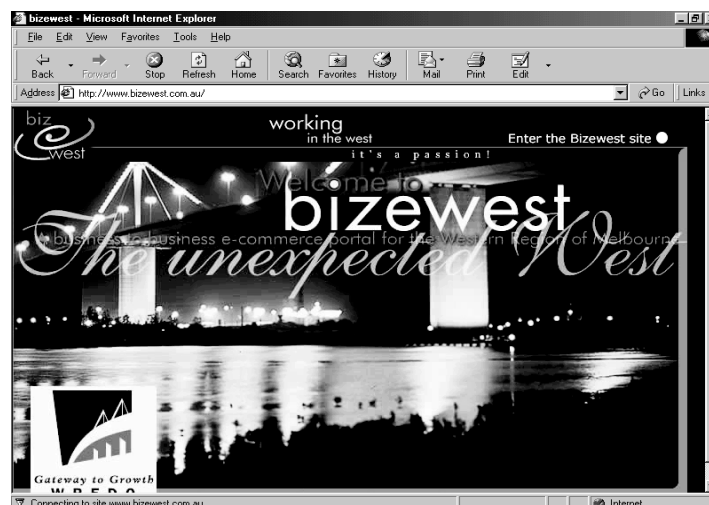 bizewest - Microsoft Internet Explorer
File Edit View Favorites Tools Help
Back Forward Stop Refresh Home Search Favorites History Mail Print Edit
Address http://www.bizewest.com.au/ Go Links
biz e west
working
in the west
Enter the Bizewest site
it's a passion!
Welcome to
bizewest
A business to business e-commerce portal for the Western Region of Melbourne
The unexpected West
Gateway to Growth
WREDO
Connecting to site www.bizewest.com.au Internet